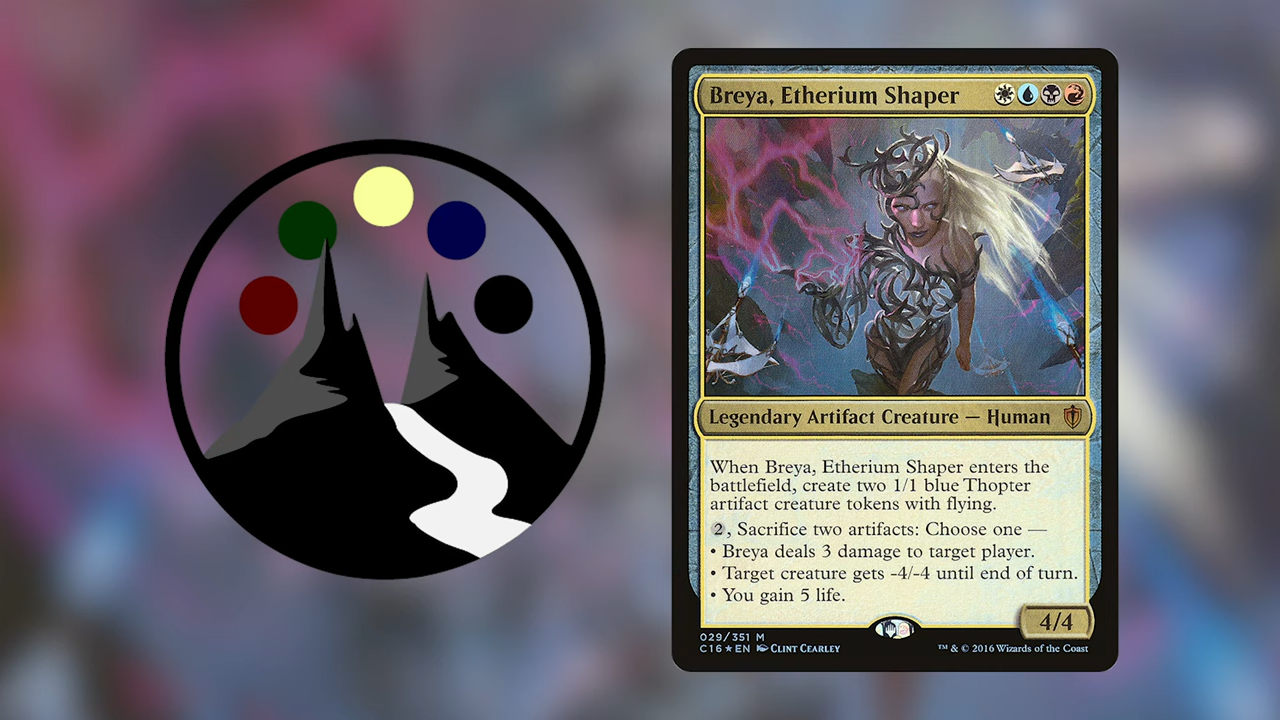 Breya, Etherium Shaper
Legendary Artifact Creature — Human
When Breya, Etherium Shaper enters the
battlefield, create two 1/1 blue Thopter
artifact creature tokens with flying.
2, Sacrifice two artifacts: Choose one —
• Breya deals 3 damage to target player.
• Target creature gets -4/-4 until end of turn.
• You gain 5 life.
4/4
029/351 M
C16★EN Clint Cearley
™ & © 2016 Wizards of the Coast